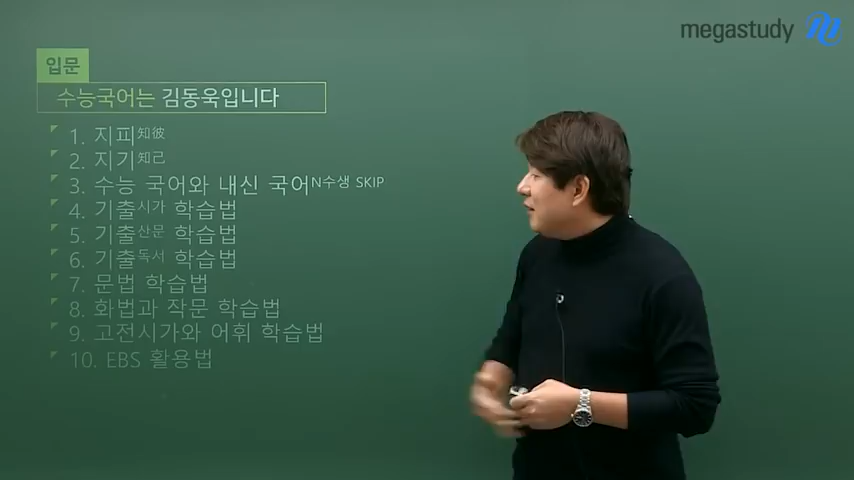 megastudy
입문
수능국어는 김동욱입니다
1. 지피知彼
2. 지기知己
3. 수능 국어와 내신 국어N수생 SKIP
4. 기출시가 학습법
5. 기출산문 학습법
6. 기출독서 학습법
7. 문법 학습법
8. 화법과 작문 학습법
9. 고전시가와 어휘 학습법
10. EBS 활용법